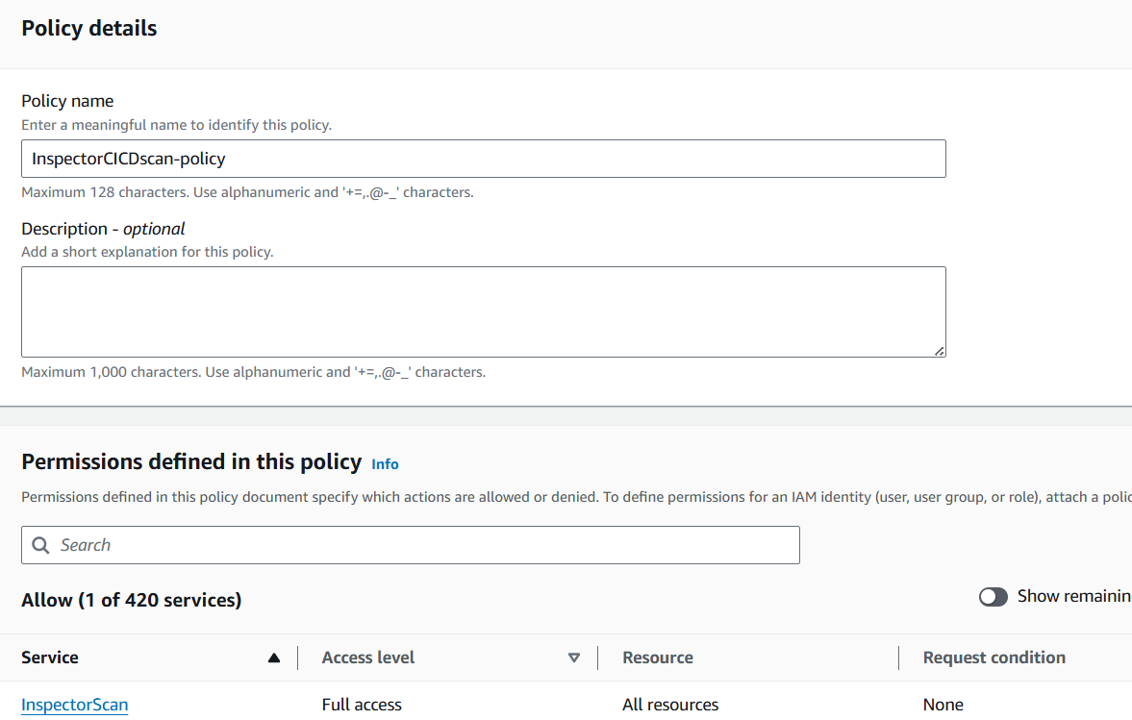 Policy details
Policy name
Enter a meaningful name to identify this policy.
InspectorCICDscan-policy
Maximum 128 characters. Use alphanumeric and '+=,.@-_' characters.
Description - optional
Add a short explanation for this policy.
Maximum 1,000 characters. Use alphanumeric and '+=,.@-_' characters.
Permissions defined in this policy Info
Permissions defined in this policy document specify which actions are allowed or denied. To define permissions for an IAM identity (user, user group, or role), attach a polic
Search
Allow (1 of 420 services)
Show remainin
Service Access level Resource Request condition
InspectorScan Full access All resources None